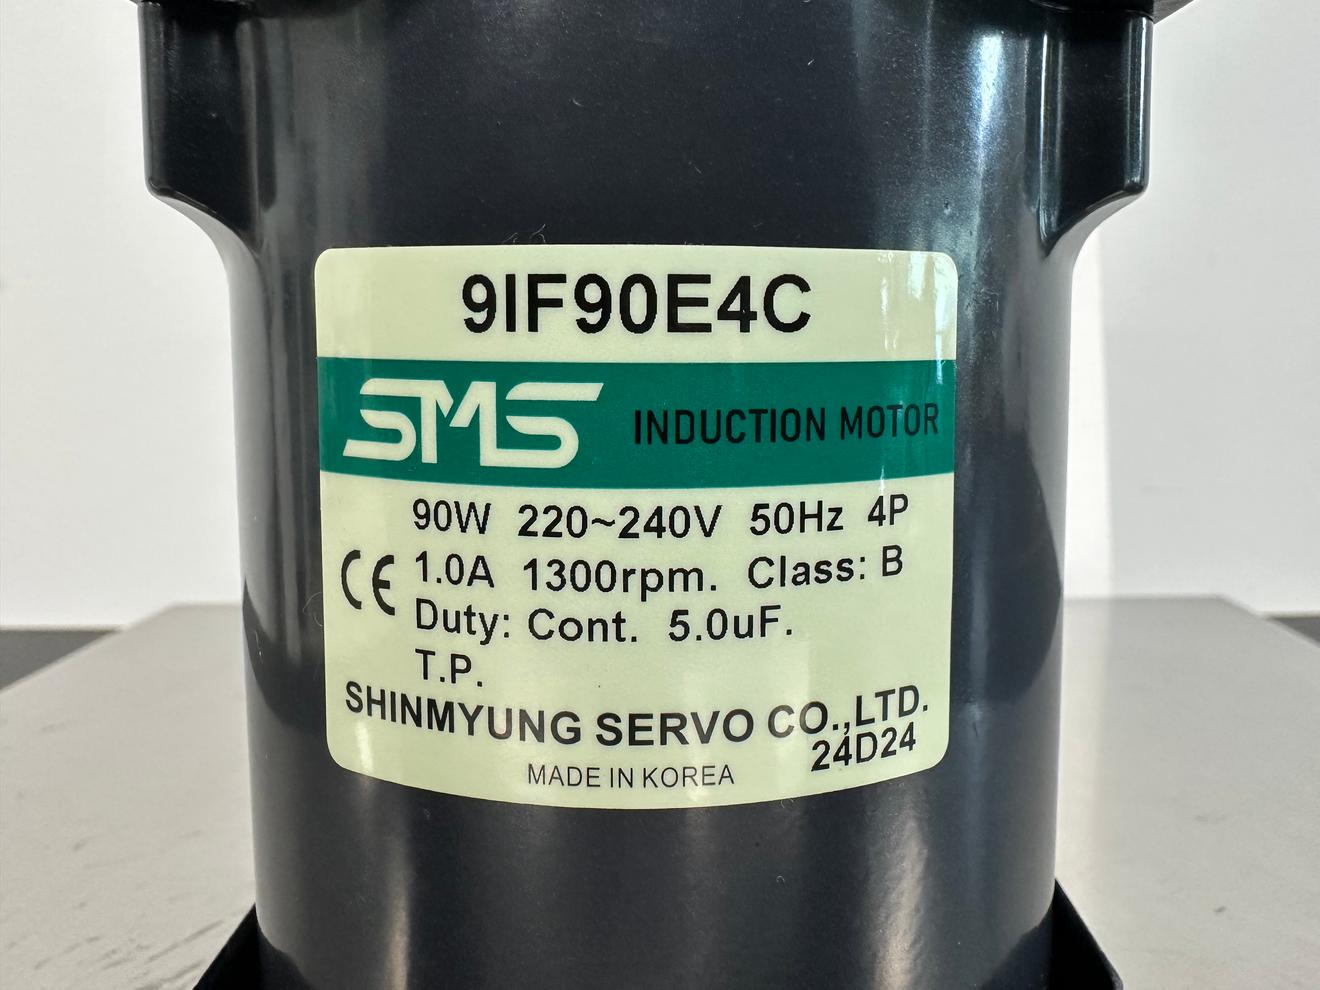 9IF90E4C
SMS INDUCTION MOTOR
90W 220~240V 50Hz 4P
CE 1.0A 1300rpm. Class: B
Duty: Cont. 5.0uF.
T.P.
SHINMYUNG SERVO CO.,LTD.
24D24
MADE IN KOREA